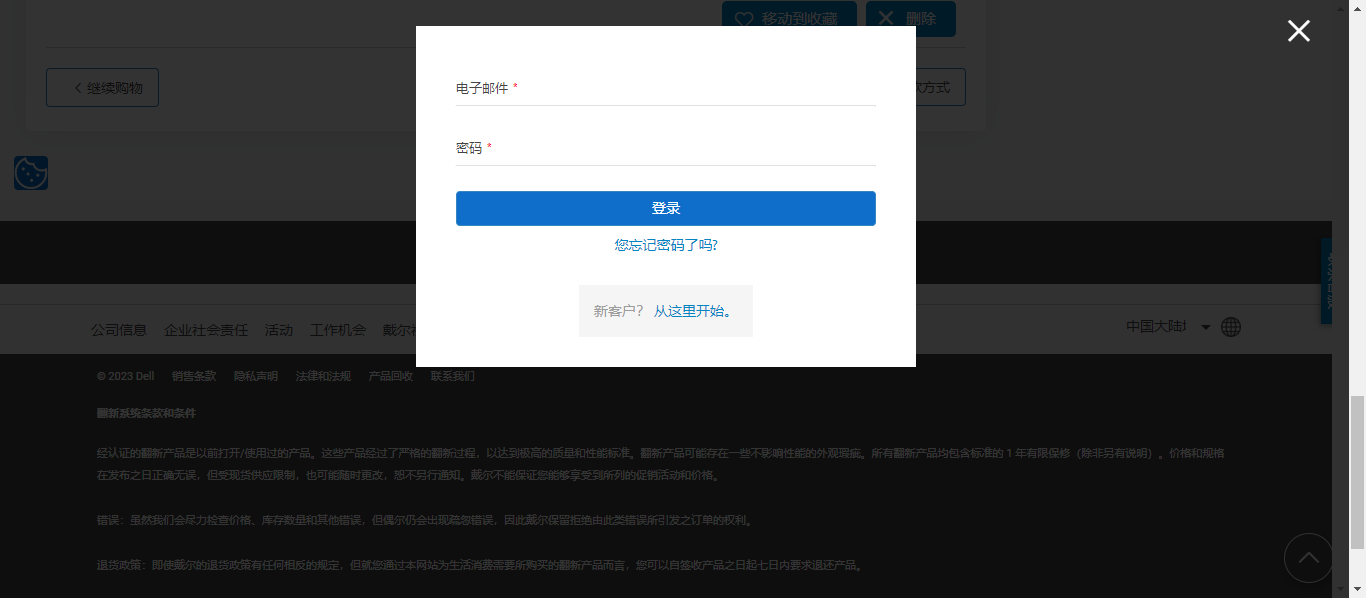 移动到收藏
删除
电子邮件 *
继续购物
方式
密码 *
登录
您忘记密码了吗?
新客户? 从这里开始。
公司信息 企业社会责任 活动 工作机会 戴尔
中国大陆
© 2023 Dell 销售条款 隐私声明 法律和法规 产品回收 联系我们
翻新系统条款和条件
经认证的翻新产品是以前打开/使用过的产品。这些产品经过了严格的翻新过程，以达到极高的质量和性能标准。翻新产品可能存在一些不影响性能的外观瑕疵。所有翻新产品均包含标准的 1 年有限保修（除非另有说明）。价格和规格
在发布之日正确无误，但受现货供应限制，也可能随时更改，恕不另行通知。戴尔不能保证您能够享受到所列的促销活动和价格。
错误：虽然我们会尽力检查价格、库存数量和其他错误，但偶尔仍会出现疏忽错误，因此戴尔保留拒绝由此类错误所引发之订单的权利。
退货政策：即使戴尔的退货政策有任何相反的规定，但就您通过本网站为生活消费需要所购买的翻新产品而言，您可以自签收产品之日起七日内要求退还产品。